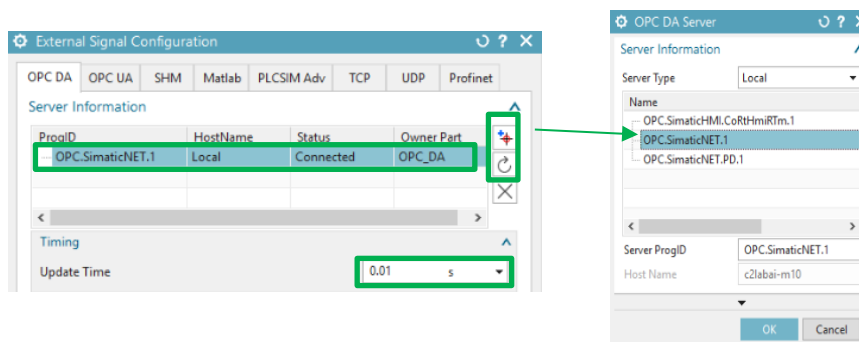 External Signal Configuration
OPC DA OPC UA SHM Matlab PLCSIM Adv TCP UDP Profinet
Server Information
ProgID HostName Status Owner Part
OPC.SimaticNET.1 Local Connected OPC_DA
Timing
Update Time 0.01 s
OPC DA Server
Server Information
Server Type Local
Name
OPC.SimaticHMI.CoRtHmiRTm.1
OPC.SimaticNET.1
OPC.SimaticNET.PD.1
Server ProgID OPC.SimaticNET.1
Host Name c2labai-m10
OK Cancel